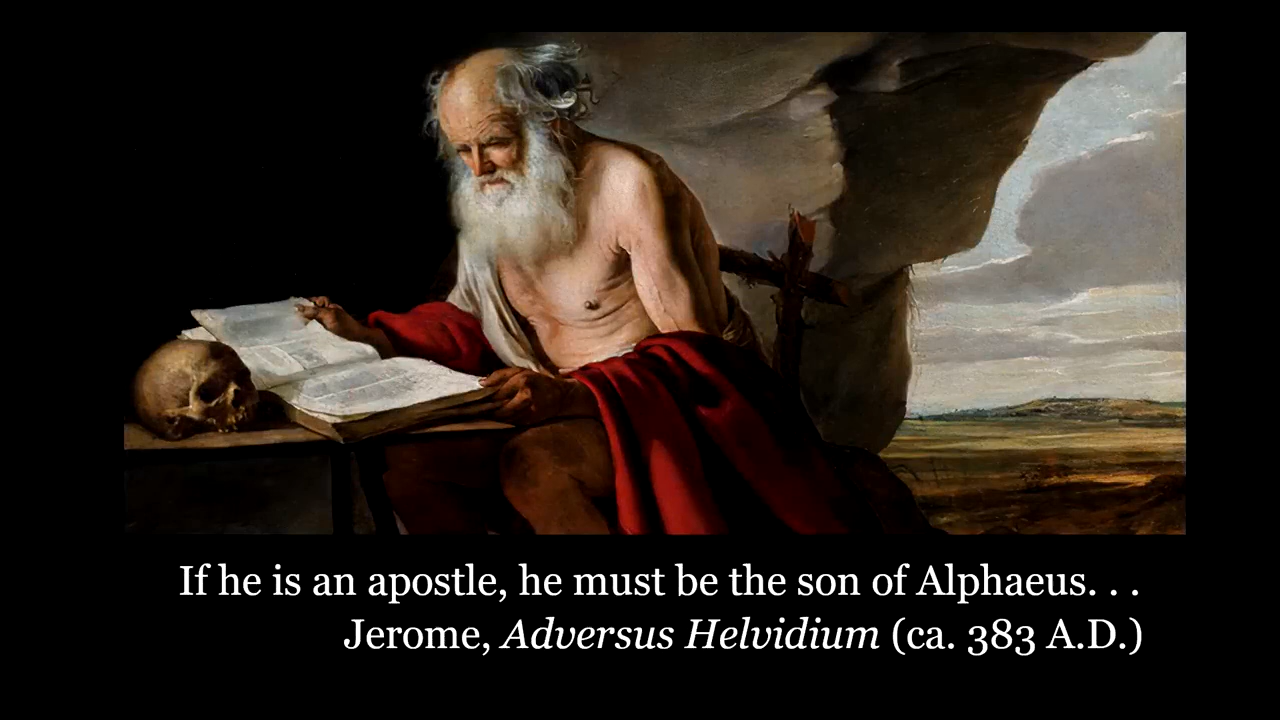 If he is an apostle, he must be the son of Alphaeus. . .
Jerome, Adversus Helvidium (ca. 383 A.D.)